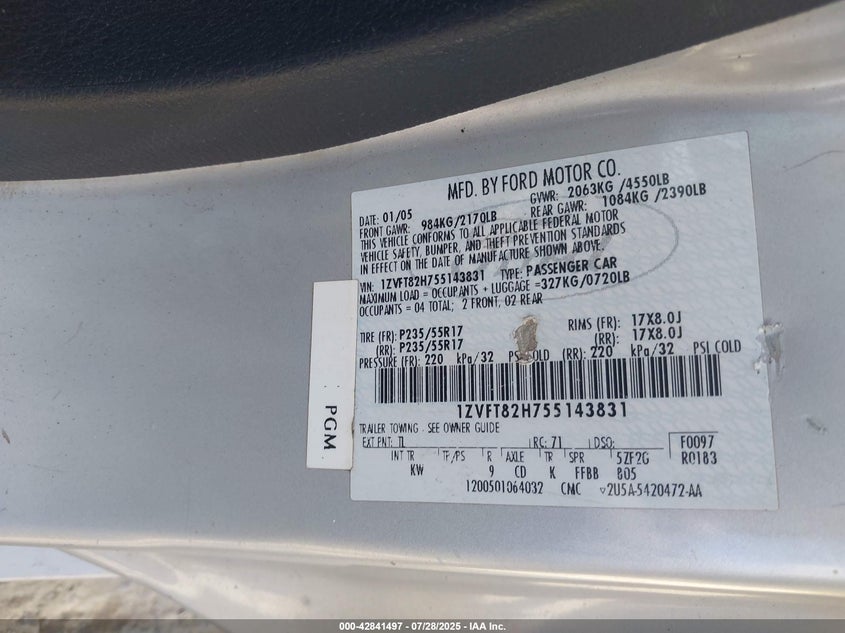 MFD. BY FORD MOTOR CO.
DATE: 01/05 GVWR: 2063KG /4550LB
FRONT GAWR: 984KG/2170LB REAR GAWR: 1084KG /2390LB
THIS VEHICLE CONFORMS TO ALL APPLICABLE FEDERAL MOTOR
VEHICLE SAFETY, BUMPER, AND THEFT PREVENTION STANDARDS
IN EFFECT ON THE DATE OF MANUFACTURE SHOWN ABOVE.
VIN: 1ZVFT82H755143831 TYPE: PASSENGER CAR
MAXIMUM LOAD = OCCUPANTS + LUGGAGE =327KG/0720LB
OCCUPANTS = 04 TOTAL; 2 FRONT, 02 REAR
TIRE (FR): P235/55R17 RIMS (FR): 17X8.0J
(RR): P235/55R17 (RR): 17X8.0J
PRESSURE (FR): 220 kPa/32 PSI COLD (RR): 220 kPa/32 PSI COLD
1ZVFT82H755143831
TRAILER TOWING - SEE OWNER GUIDE
EXT PNT: TL RC: 71 DSO: F0097
INT TR TP/PS R AXLE TR SPR 5ZF2G R0183
KW 9 CD K FFBB 805
1200501064032 CMC 2U5A-5420472-AA
PGM
000-42841497 / 07/28/2025 - IAA Inc.